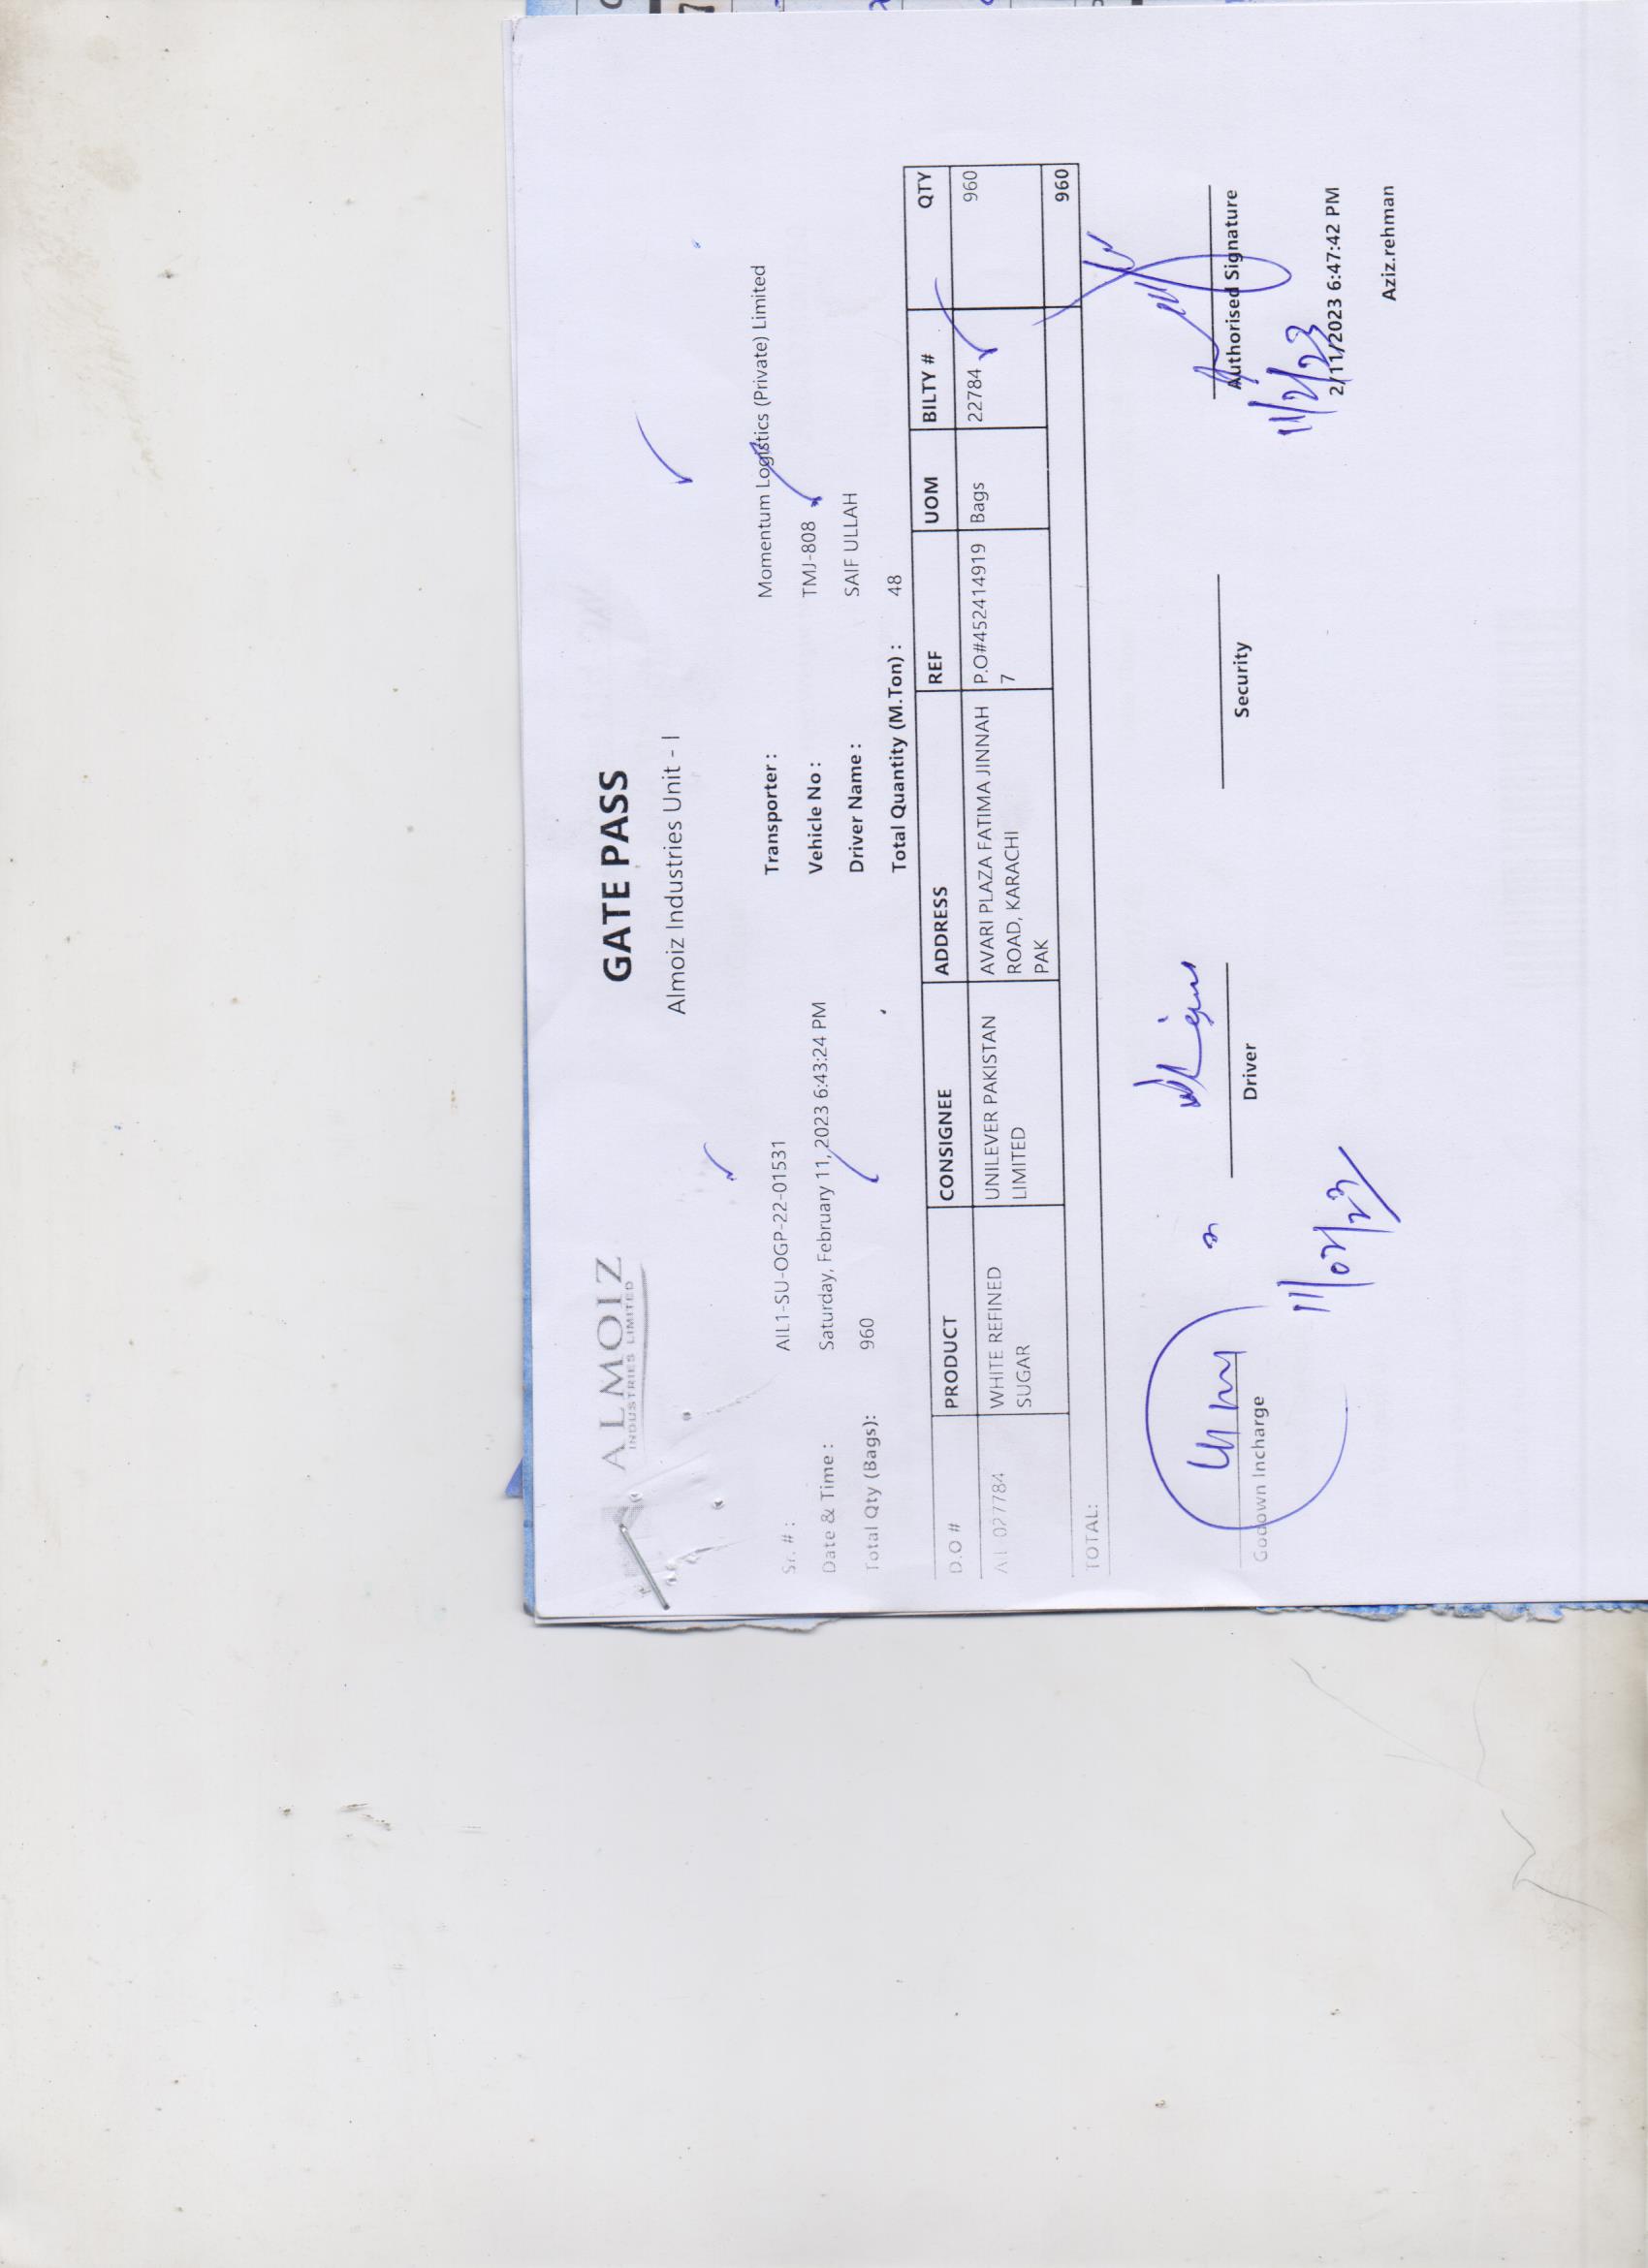 ALMOIZ
INDUSTRIES LIMITED
GATE PASS
Almoiz Industries Unit - I
Sr. # : AIL1-SU-OGP-22-01531 Transporter : Momentum Logistics (Private) Limited
Date & Time : Saturday, February 11, 2023 6:43:24 PM Vehicle No : TMJ-808
Total Qty (Bags): 960 Driver Name : SAIF ULLAH
Total Quantity (M.Ton) : 48
D.O # PRODUCT CONSIGNEE ADDRESS REF UOM BILTY # QTY
027784 WHITE REFINED UNILEVER PAKISTAN AVARI PLAZA FATIMA JINNAH P.O#452414919 Bags 22784 960
SUGAR LIMITED ROAD, KARACHI 7
PAK
TOTAL: 960
Godown Incharge Driver Security Authorised Signature
11/02/23 11/2/23
2/11/2023 6:47:42 PM
Aziz.rehman